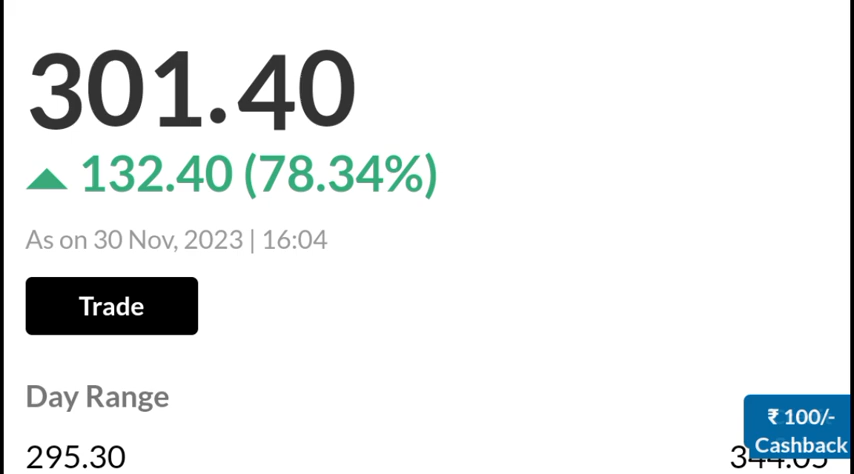 301.40
▲ 132.40 (78.34%)
As on 30 Nov, 2023 | 16:04
Trade
Day Range
₹ 100/-
Cashback
295.30